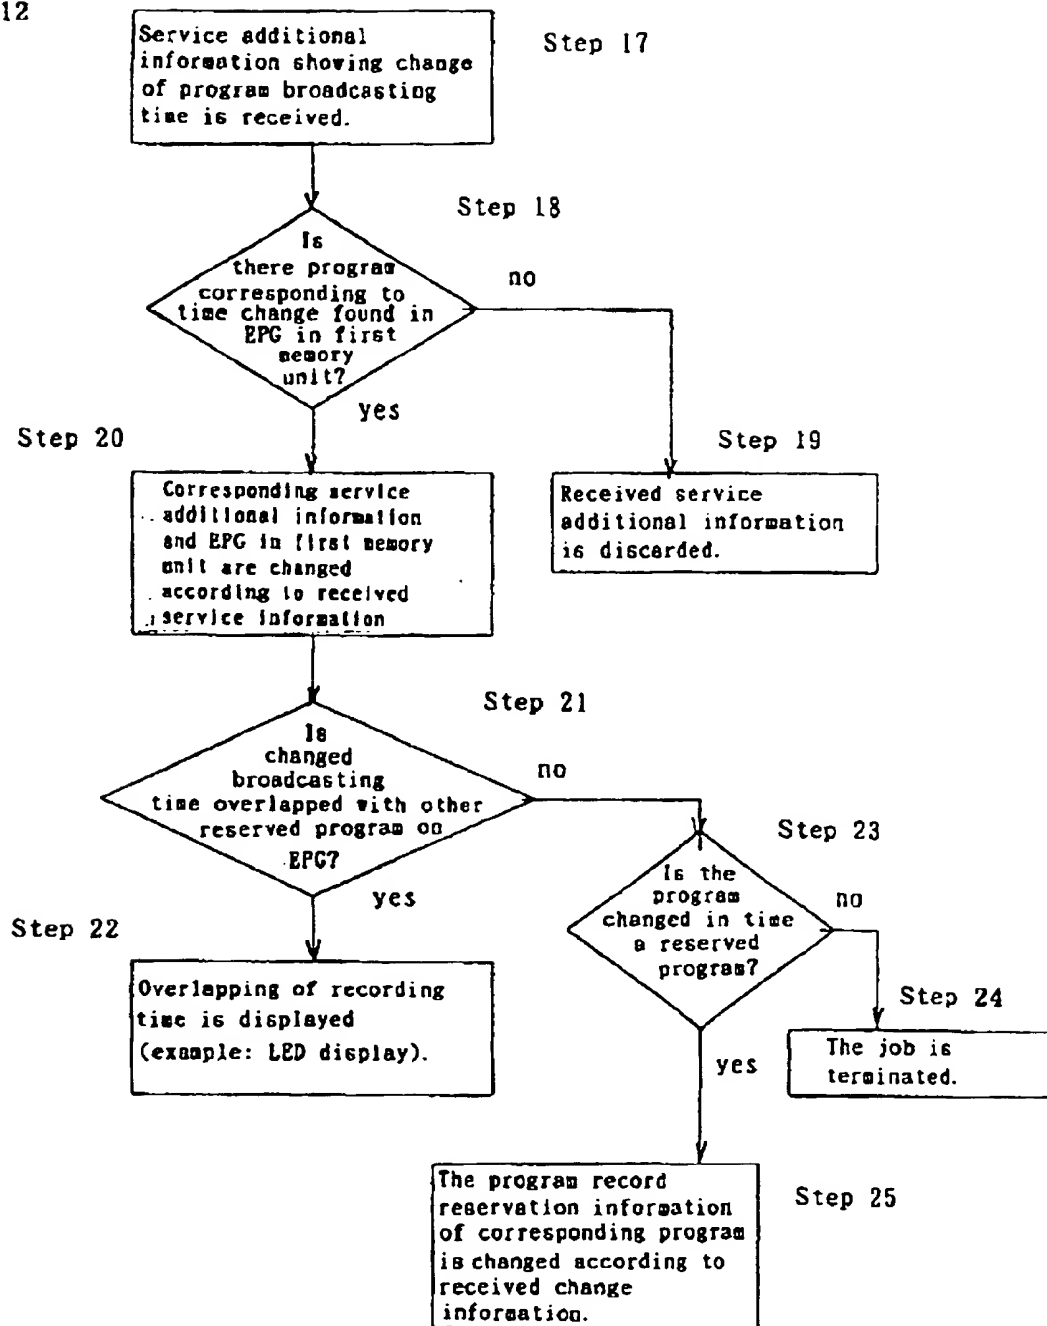 12
Service additional
information showing change
of program broadcasting
time is received.
Step 17
Step 18
Is
there program
corresponding to
time change found in
EPG in first
memory
unit?
no
yes
Step 20
Step 19
Corresponding service
additional information
and EPG in first memory
unit are changed
according to received
service information
Received service
additional information
is discarded.
Step 21
Is
changed
broadcasting
time overlapped with other
reserved program on
EPG?
no
yes
Step 23
Is the
program
changed in time
a reserved
program?
no
Step 22
Overlapping of recording
time is displayed
(example: LED display).
Step 24
The job is
terminated.
yes
Step 25
The program record
reservation information
of corresponding program
is changed according to
received change
information.